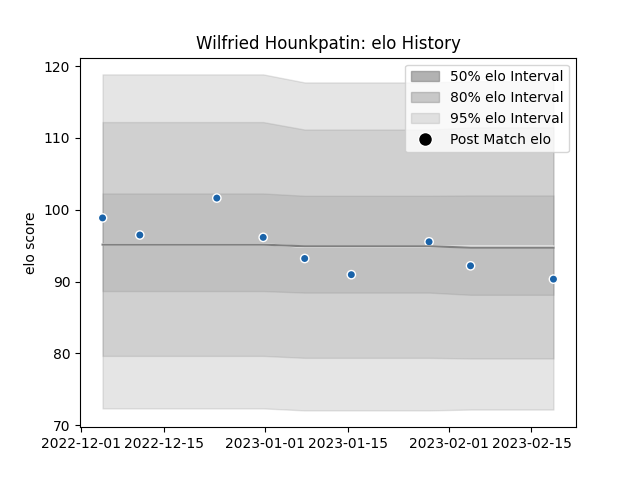 Wilfried Hounkpatin: elo History
120
110
100
90
80
70
elo score
50% elo Interval
80% elo Interval
95% elo Interval
Post Match elo
2022-12-01 2022-12-15 2023-01-01 2023-01-15 2023-02-01 2023-02-15